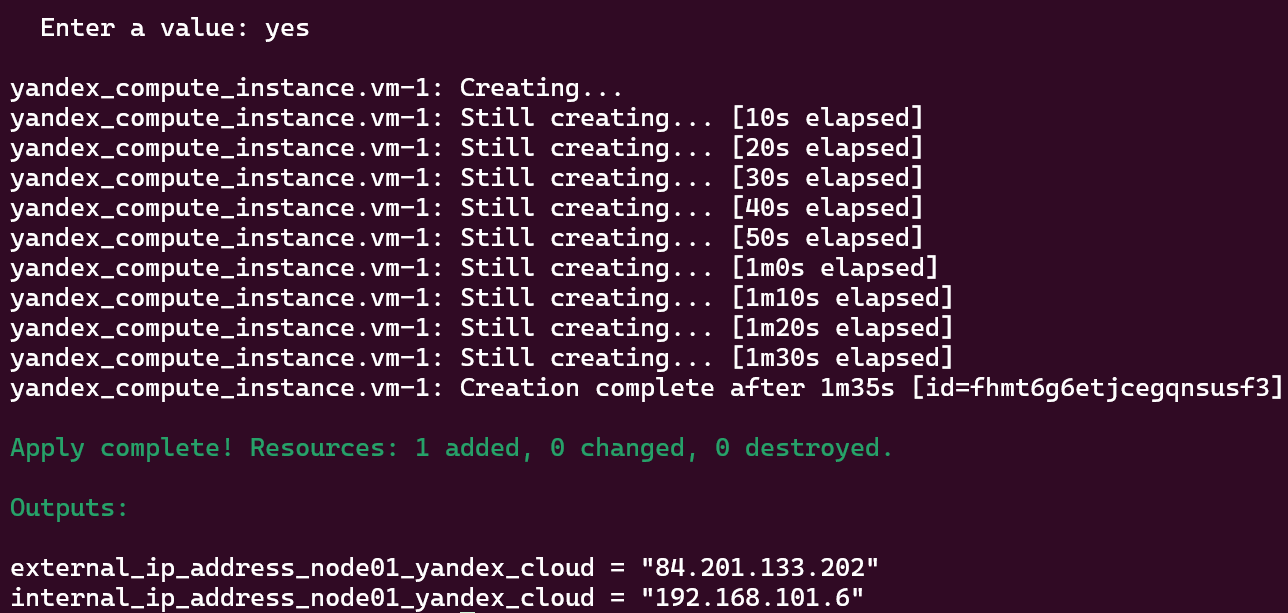 Enter a value: yes
yandex_compute_instance.vm-1: Creating...
yandex_compute_instance.vm-1: Still creating... [10s elapsed]
yandex_compute_instance.vm-1: Still creating... [20s elapsed]
yandex_compute_instance.vm-1: Still creating... [30s elapsed]
yandex_compute_instance.vm-1: Still creating... [40s elapsed]
yandex_compute_instance.vm-1: Still creating... [50s elapsed]
yandex_compute_instance.vm-1: Still creating... [1m0s elapsed]
yandex_compute_instance.vm-1: Still creating... [1m10s elapsed]
yandex_compute_instance.vm-1: Still creating... [1m20s elapsed]
yandex_compute_instance.vm-1: Still creating... [1m30s elapsed]
yandex_compute_instance.vm-1: Creation complete after 1m35s [id=fhmt6g6etjcegqnsusf3]
Apply complete! Resources: 1 added, 0 changed, 0 destroyed.
Outputs:
external_ip_address_node01_yandex_cloud = "84.201.133.202"
internal_ip_address_node01_yandex_cloud = "192.168.101.6"